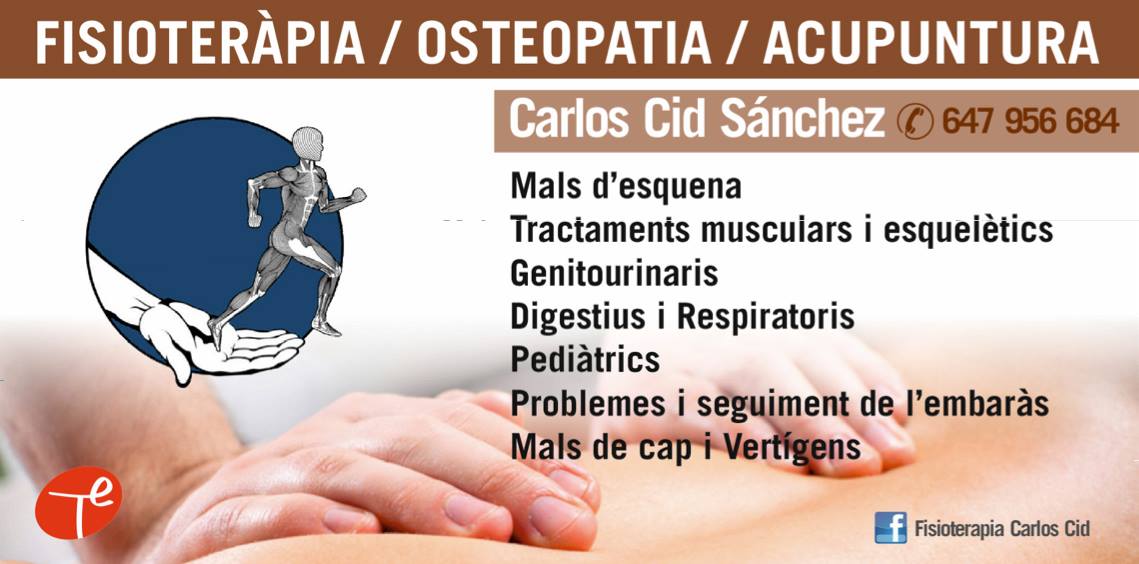 FISIOTERÀPIA / OSTEOPATIA / ACUPUNTURA
Carlos Cid Sánchez ✆ 647 956 684
Mals d'esquena
Tractaments musculars i esquelètics
Genitourinaris
Digestius i Respiratoris
Pediàtrics
Problemes i seguiment de l'embaràs
Mals de cap i Vertígens
Te
f Fisioterapia Carlos Cid